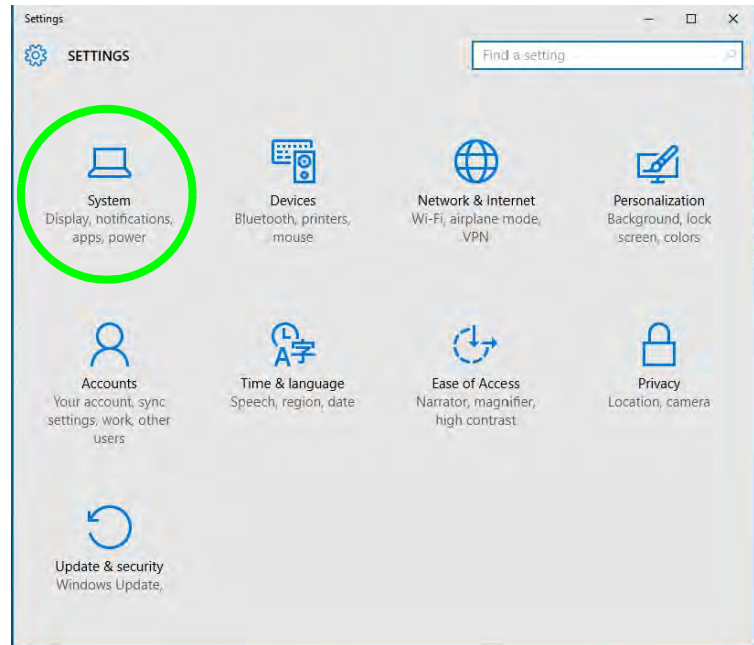 Settings
SETTINGS
Find a setting
System
Display, notifications,
apps, power
Devices
Bluetooth, printers,
mouse
Network & Internet
Wi-Fi, airplane mode,
VPN
Personalization
Background, lock
screen, colors
Accounts
Your account, sync
settings, work, other
users
A字
Time & language
Speech, region, date
Ease of Access
Narrator, magnifier,
high contrast
Privacy
Location, camera
Update & security
Windows Update,